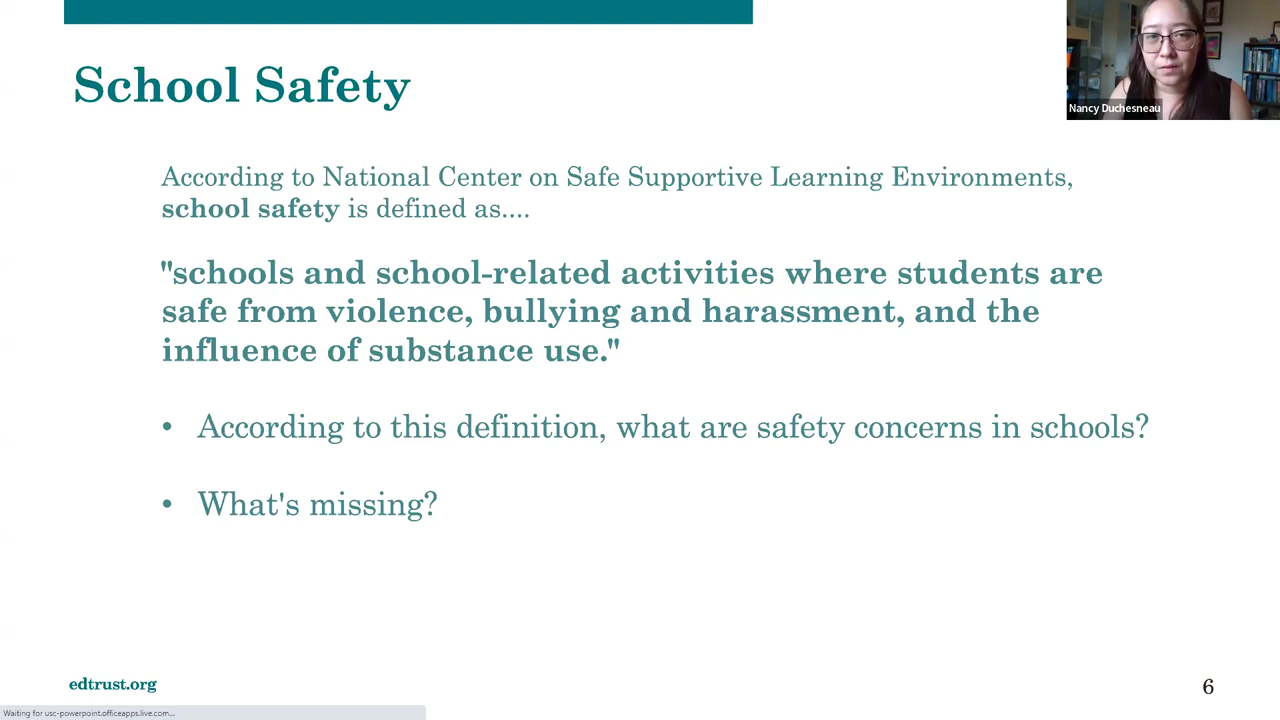 School Safety
Nancy Duchesneau
According to National Center on Safe Supportive Learning Environments,
school safety is defined as....
"schools and school-related activities where students are
safe from violence, bullying and harassment, and the
influence of substance use."
• According to this definition, what are safety concerns in schools?
• What's missing?
edtrust.org
6
Waiting for usc-powerpoint.officeapps.live.com...